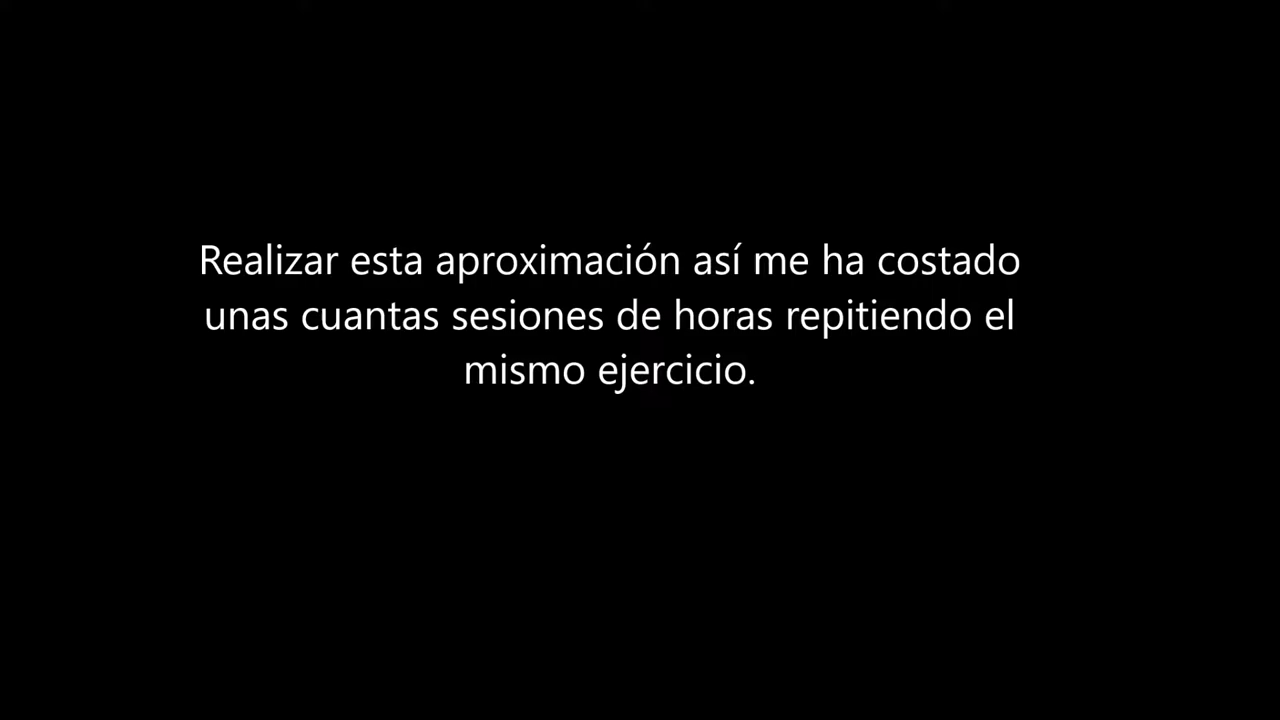 Realizar esta aproximación así me ha costado
unas cuantas sesiones de horas repitiendo el
mismo ejercicio.